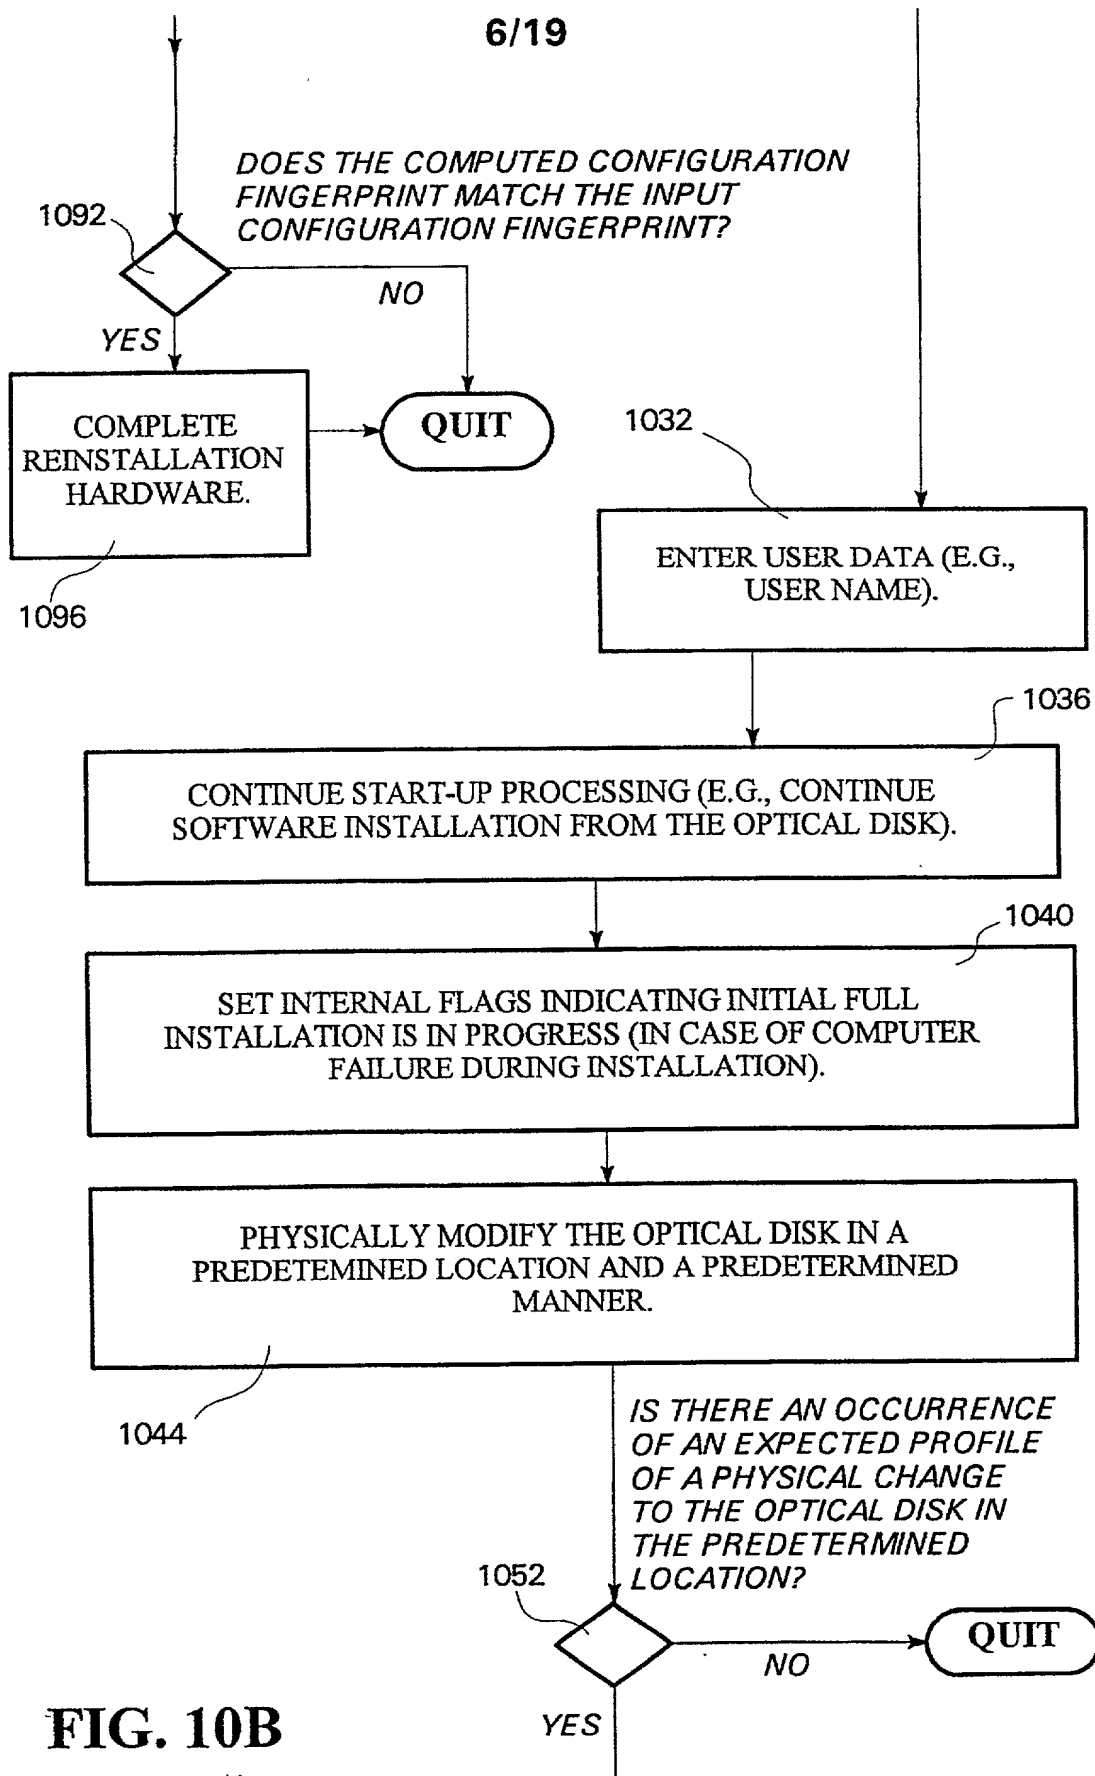 6/19
DOES THE COMPUTED CONFIGURATION
FINGERPRINT MATCH THE INPUT
CONFIGURATION FINGERPRINT?
1092
NO
YES
COMPLETE
REINSTALLATION
HARDWARE.
QUIT
1096
1032
ENTER USER DATA (E.G.,
USER NAME).
1036
CONTINUE START-UP PROCESSING (E.G., CONTINUE
SOFTWARE INSTALLATION FROM THE OPTICAL DISK).
1040
SET INTERNAL FLAGS INDICATING INITIAL FULL
INSTALLATION IS IN PROGRESS (IN CASE OF COMPUTER
FAILURE DURING INSTALLATION).
PHYSICALLY MODIFY THE OPTICAL DISK IN A
PREDETEMINED LOCATION AND A PREDETERMINED
MANNER.
1044
IS THERE AN OCCURRENCE
OF AN EXPECTED PROFILE
OF A PHYSICAL CHANGE
TO THE OPTICAL DISK IN
THE PREDETERMINED
LOCATION?
1052
NO
QUIT
YES
FIG. 10B